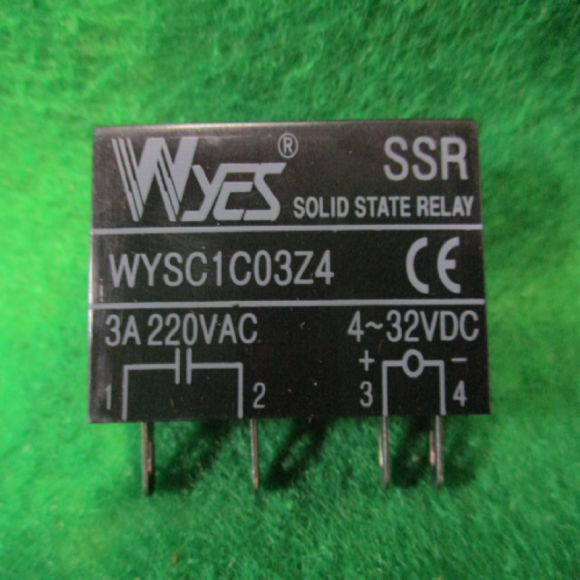 WYES® SSR
SOLID STATE RELAY
WYSC1C03Z4 CE
3A 220VAC 4~32VDC
+ −
1 2 3 4